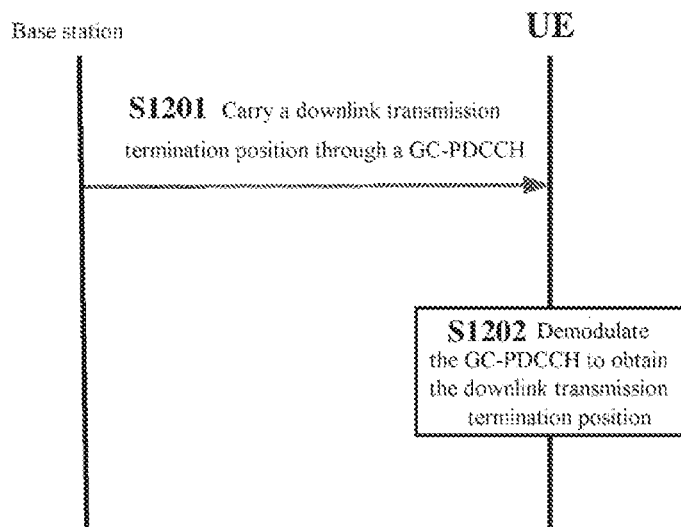 Base station
UE
S1201 Carry a downlink transmission
termination position through a GC-PDCCH
S1202 Demodulate
the GC-PDCCH to obtain
the downlink transmission
termination position